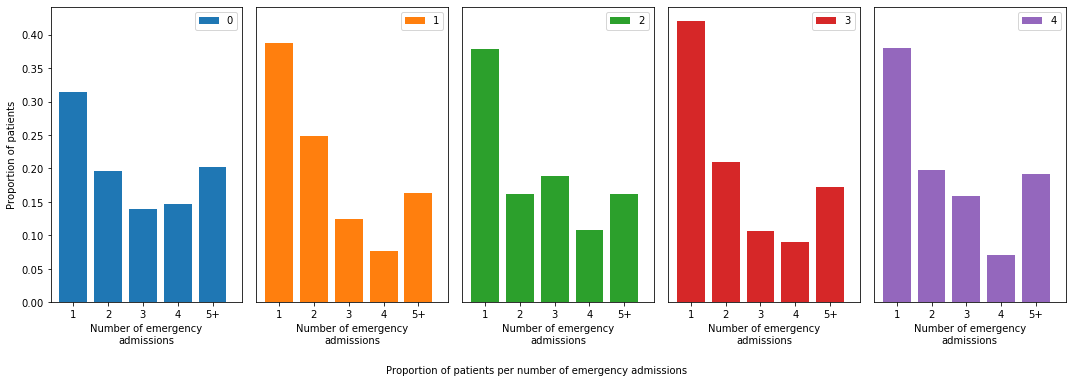 0
1
2
3
4
Proportion of patients
0.40
0.35
0.30
0.25
0.20
0.15
0.10
0.05
0.00
1 2 3 4 5+
1 2 3 4 5+
1 2 3 4 5+
1 2 3 4 5+
1 2 3 4 5+
Number of emergency
admissions
Number of emergency
admissions
Number of emergency
admissions
Number of emergency
admissions
Number of emergency
admissions
Proportion of patients per number of emergency admissions